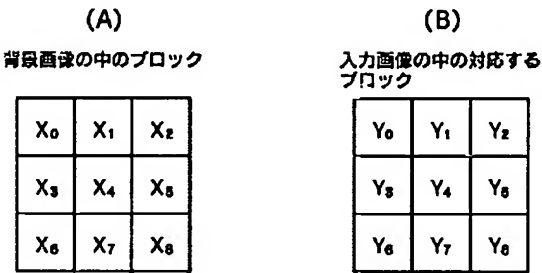 (A)
背景画像の中のブロック
X₀ X₁ X₂
X₃ X₄ X₅
X₆ X₇ X₈
(B)
入力画像の中の対応する
ブロック
Y₀ Y₁ Y₂
Y₃ Y₄ Y₅
Y₆ Y₇ Y₈